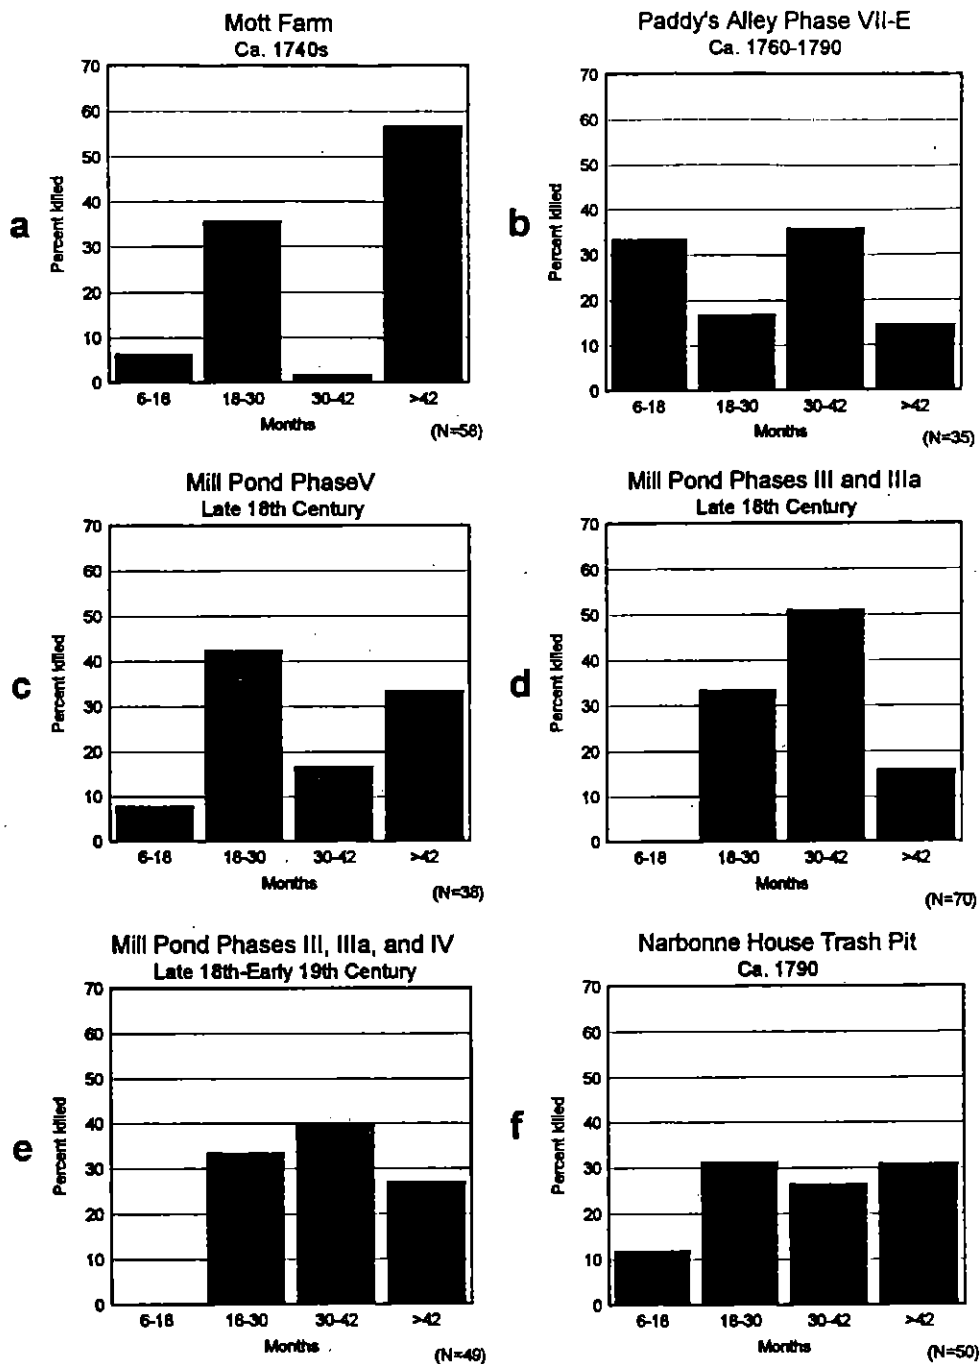 Mott Farm
Ca. 1740s
70
60
50
40
30
20
10
0
Percent killed
a
6-18
18-30
30-42
>42
Months
(N=58)
Paddy's Alley Phase VII-E
Ca. 1760-1790
70
60
50
40
30
20
10
0
Percent killed
b
6-18
18-30
30-42
>42
Months
(N=35)
Mill Pond PhaseV
Late 18th Century
70
60
50
40
30
20
10
0
Percent killed
c
6-18
18-30
30-42
>42
Months
(N=38)
Mill Pond Phases III and IIIa
Late 18th Century
70
60
50
40
30
20
10
0
Percent killed
d
6-18
18-30
30-42
>42
Months
(N=70)
Mill Pond Phases III, IIIa, and IV
Late 18th-Early 19th Century
70
60
50
40
30
20
10
0
Percent killed
e
6-18
18-30
30-42
>42
Months
(N=49)
Narbonne House Trash Pit
Ca. 1790
70
60
50
40
30
20
10
0
Percent killed
f
6-18
18-30
30-42
>42
Months
(N=50)